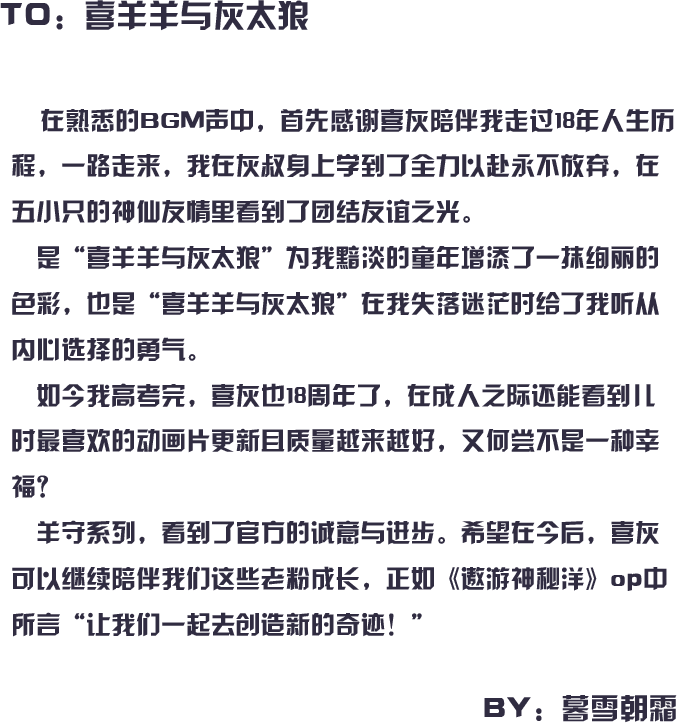 TO：喜羊羊与灰太狼
在熟悉的BGM声中，首先感谢喜灰陪伴我走过18年人生历
程，一路走来，我在灰叔身上学到了全力以赴永不放弃，在
五小只的神仙友情里看到了团结友谊之光。
是“喜羊羊与灰太狼”为我黯淡的童年增添了一抹绚丽的
色彩，也是“喜羊羊与灰太狼”在我失落迷茫时给了我听从
内心选择的勇气。
如今我高考完，喜灰也18周年了，在成人之际还能看到儿
时最喜欢的动画片更新且质量越来越好，又何尝不是一种幸
福？
羊守系列，看到了官方的诚意与进步。希望在今后，喜灰
可以继续陪伴我们这些老粉成长，正如《遨游神秘洋》op中
所言“让我们一起去创造新的奇迹！”
BY：暮雪朝霜